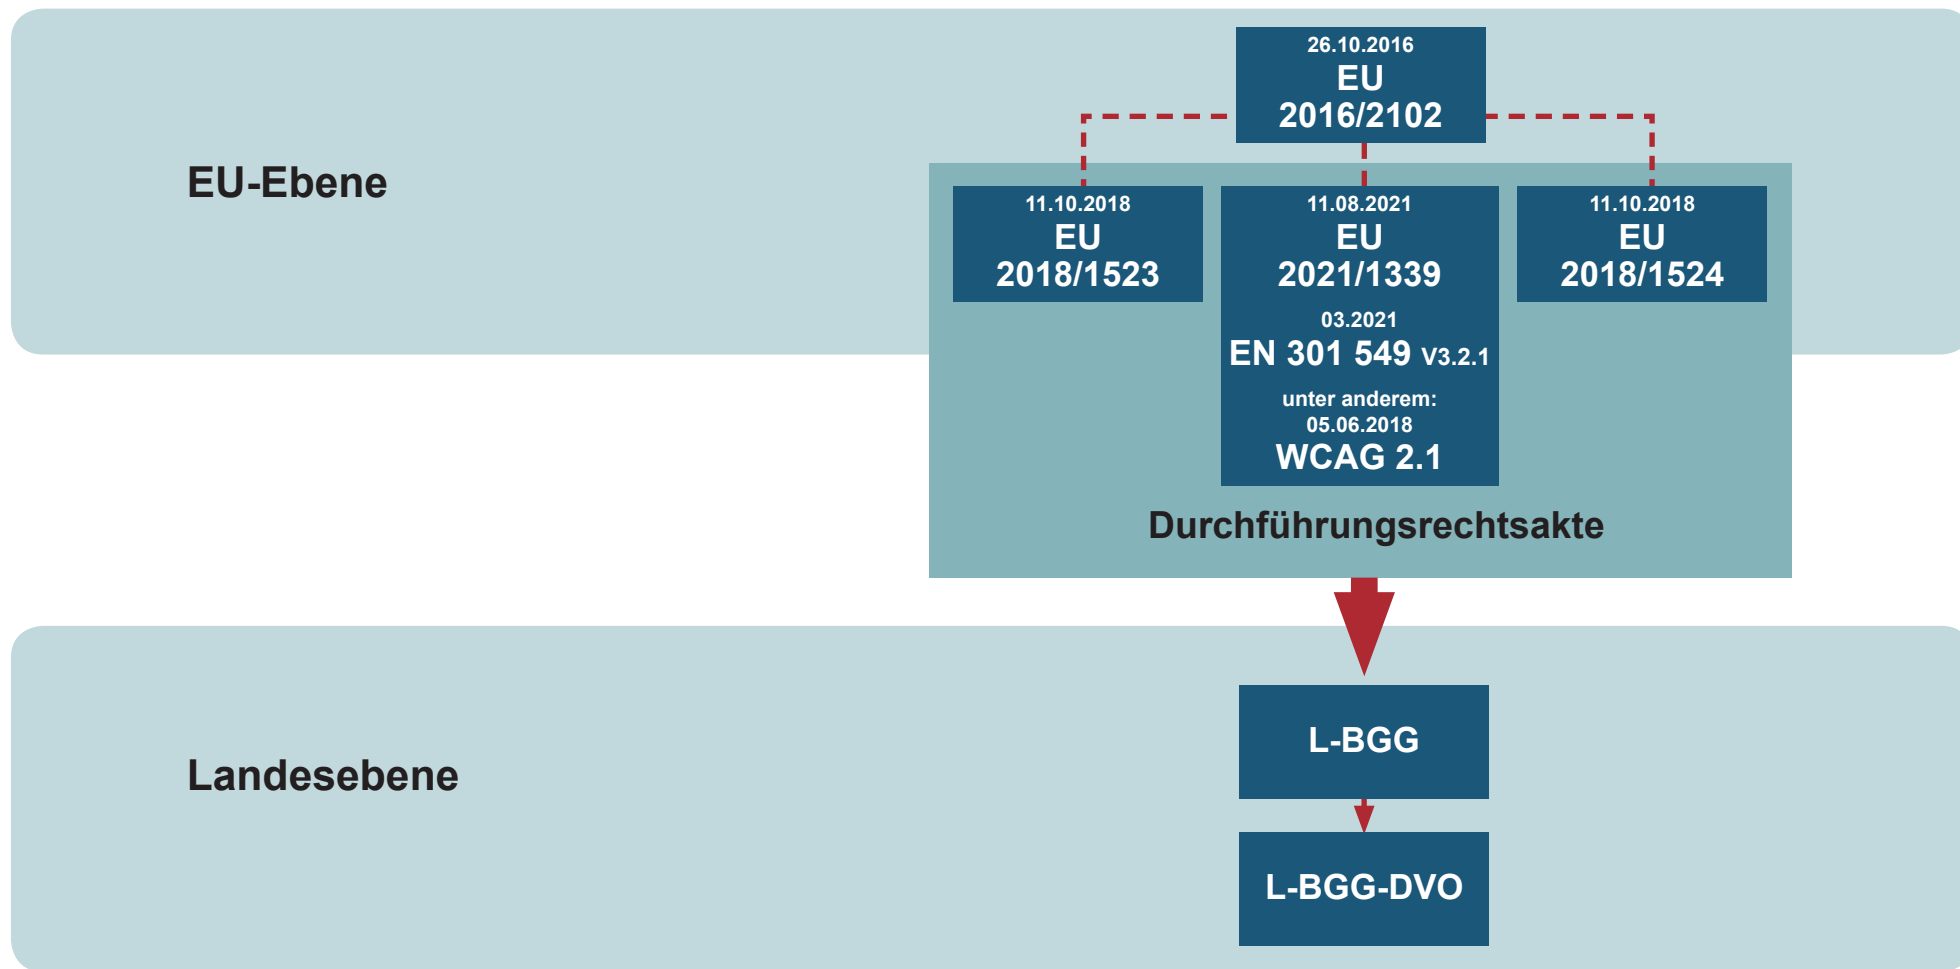 EU-Ebene
26.10.2016
EU
2016/2102
11.10.2018
EU
2018/1523
11.08.2021
EU
2021/1339
03.2021
EN 301 549 V3.2.1
unter anderem:
05.06.2018
WCAG 2.1
11.10.2018
EU
2018/1524
Durchführungsrechtsakte
Landesebene
L-BGG
L-BGG-DVO